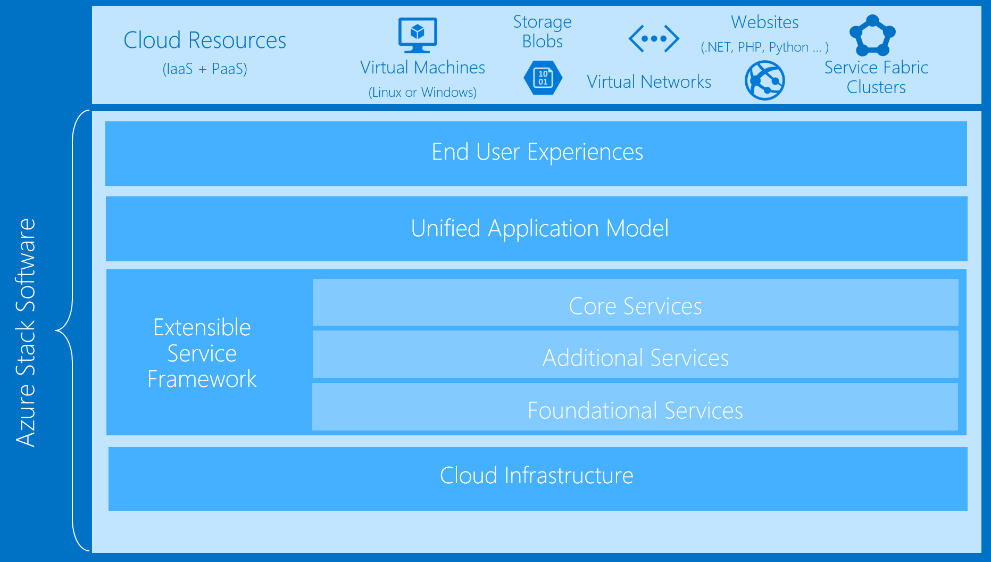 Cloud Resources
(IaaS + PaaS)
Virtual Machines
(Linux or Windows)
Storage
Blobs
10
01
Virtual Networks
Websites
(.NET, PHP, Python ... )
Service Fabric
Clusters
Azure Stack Software
End User Experiences
Unified Application Model
Extensible
Service
Framework
Core Services
Additional Services
Foundational Services
Cloud Infrastructure